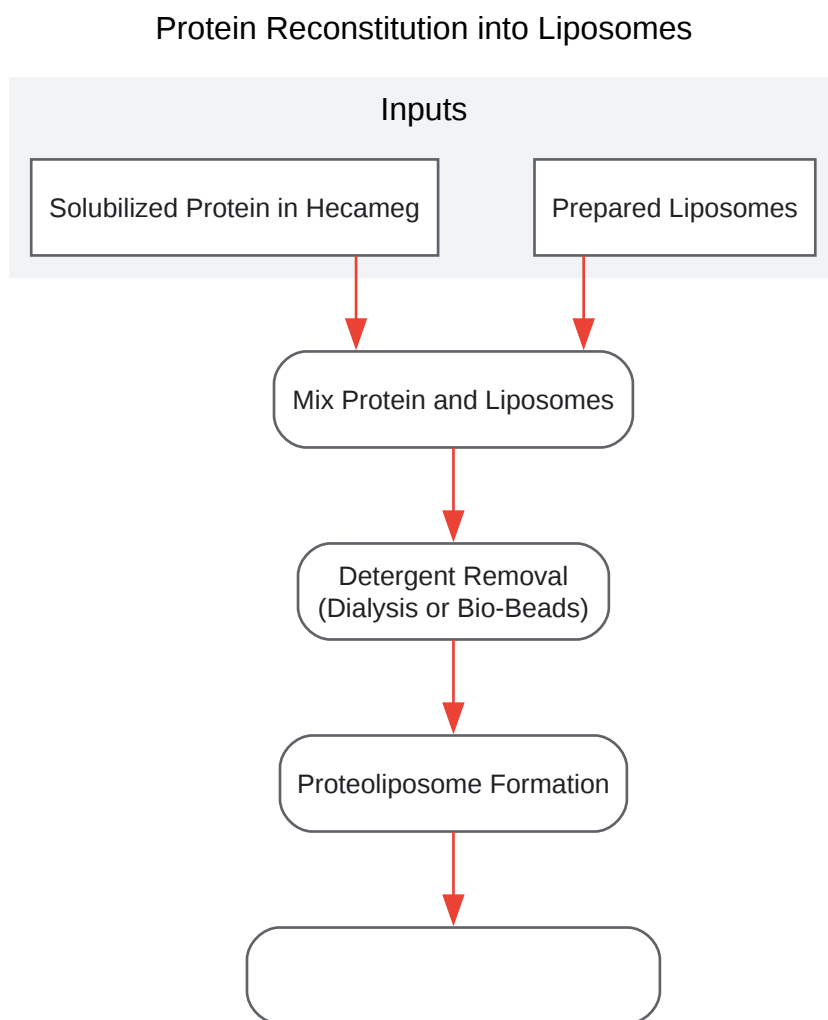 Protein Reconstitution into Liposomes
Inputs
Solubilized Protein in Hecameg
Prepared Liposomes
Mix Protein and Liposomes
Detergent Removal
(Dialysis or Bio-Beads)
Proteoliposome Formation